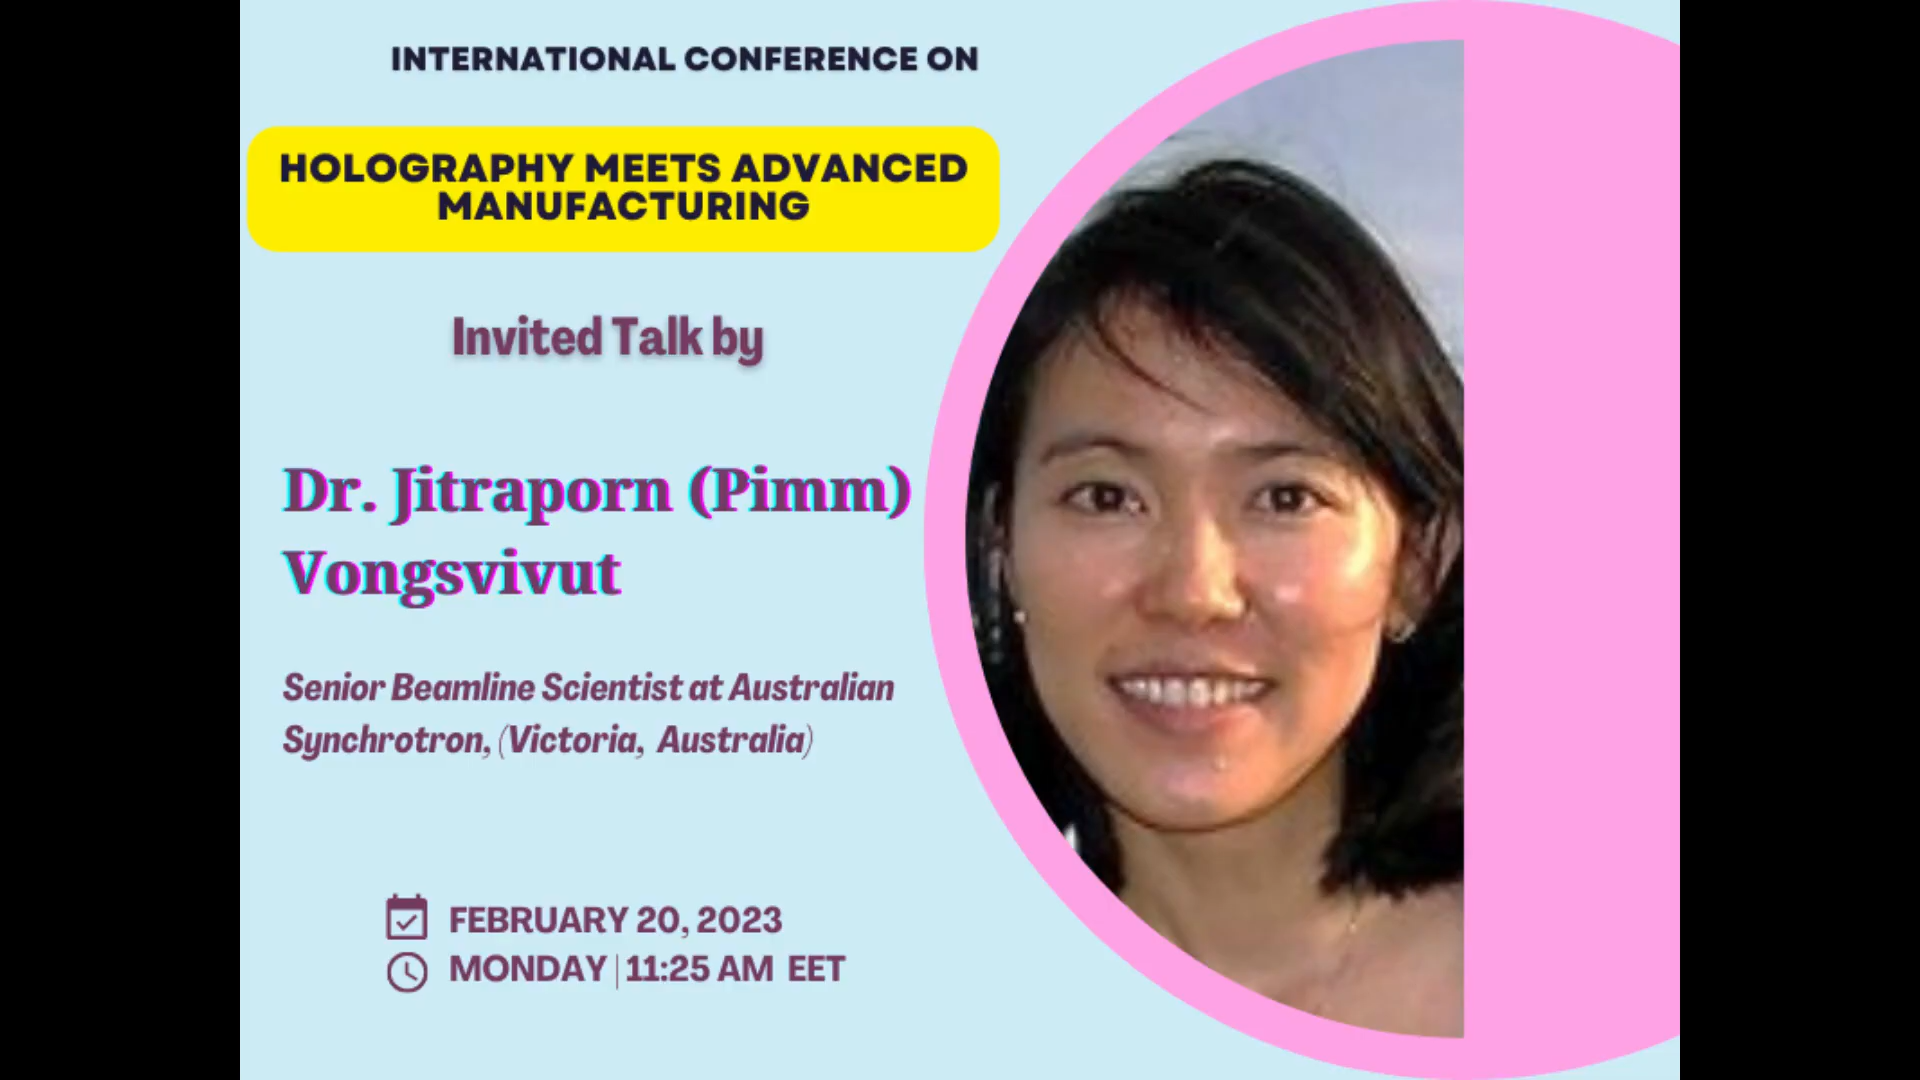 INTERNATIONAL CONFERENCE ON
HOLOGRAPHY MEETS ADVANCED
MANUFACTURING
Invited Talk by
Dr. Jitraporn (Pimm)
Vongsvivut
Senior Beamline Scientist at Australian
Synchrotron, (Victoria, Australia)
FEBRUARY 20, 2023
MONDAY | 11:25 AM EET